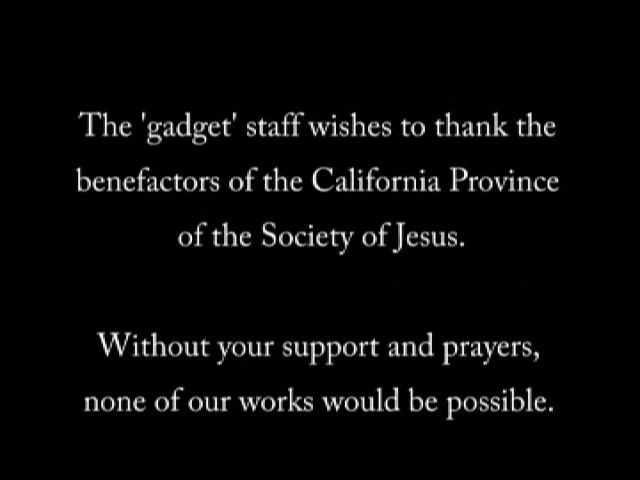 The 'gadget' staff wishes to thank the
benefactors of the California Province
of the Society of Jesus.
Without your support and prayers,
none of our works would be possible.